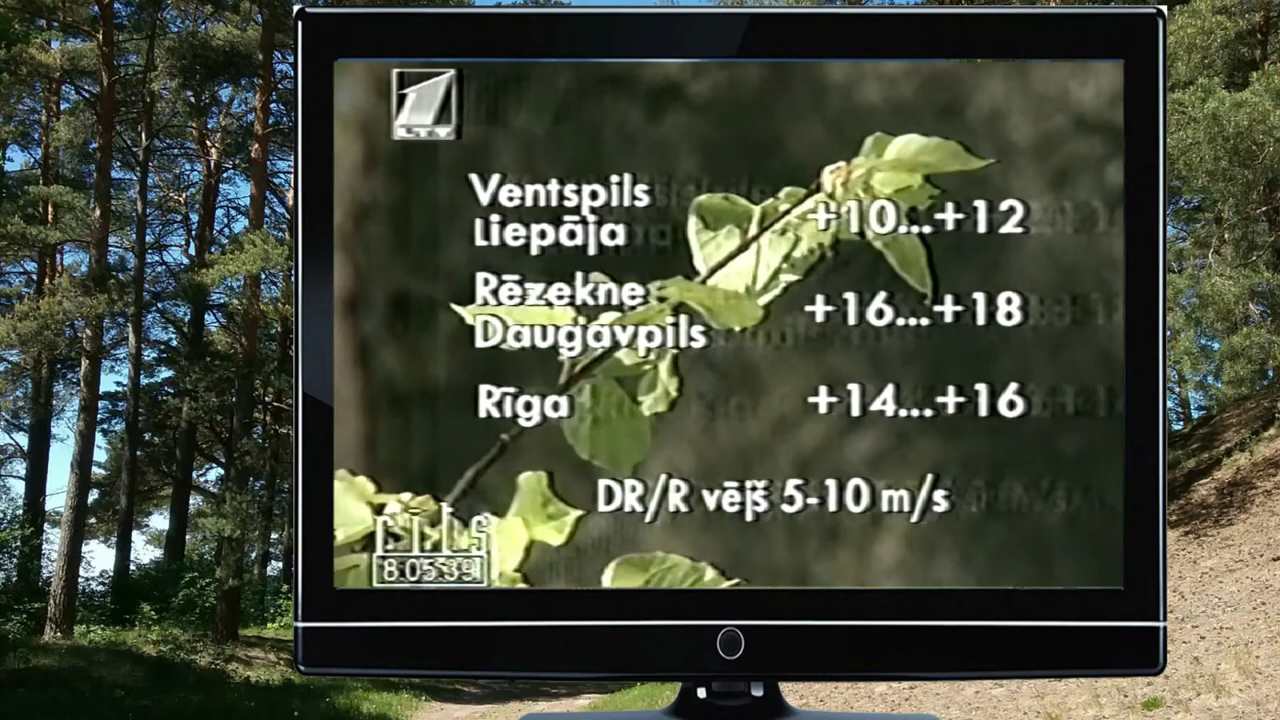 LTV
Ventspils
Liepāja
+10...+12
Rēzekne
Daugavpils
+16...+18
Rīga
+14...+16
DR/R vējš 5-10 m/s
8:05:39